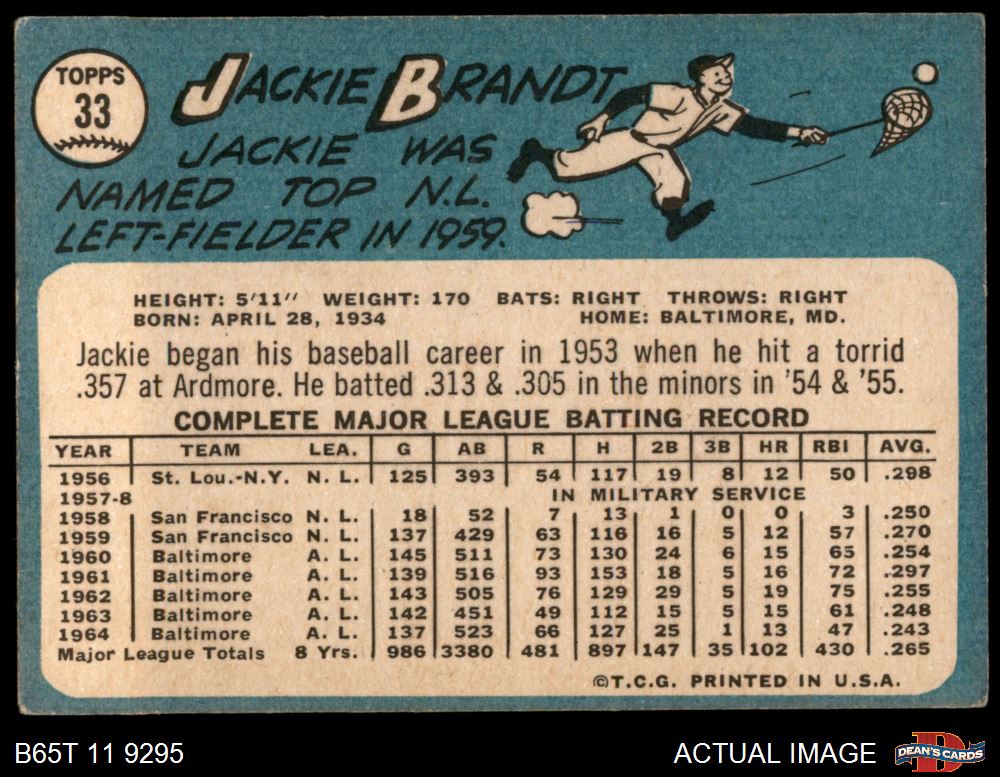 TOPPS
33
JACKIE BRANDT
JACKIE WAS
NAMED TOP N.L.
LEFT-FIELDER IN 1959.
HEIGHT: 5'11" WEIGHT: 170 BATS: RIGHT THROWS: RIGHT
BORN: APRIL 28, 1934 HOME: BALTIMORE, MD.
Jackie began his baseball career in 1953 when he hit a torrid
.357 at Ardmore. He batted .313 & .305 in the minors in '54 & '55.
COMPLETE MAJOR LEAGUE BATTING RECORD
YEAR TEAM LEA. G AB R H 2B 3B HR RBI AVG.
1956 St. Lou.-N.Y. N. L. 125 393 54 117 19 8 12 50 .298
1957-8 IN MILITARY SERVICE
1958 San Francisco N. L. 18 52 7 13 1 0 0 3 .250
1959 San Francisco N. L. 137 429 63 116 16 5 12 57 .270
1960 Baltimore A. L. 145 511 73 130 24 6 15 65 .254
1961 Baltimore A. L. 139 516 93 153 18 5 16 72 .297
1962 Baltimore A. L. 143 505 76 129 29 5 19 75 .255
1963 Baltimore A. L. 142 451 49 112 15 5 15 61 .248
1964 Baltimore A. L. 137 523 66 127 25 1 13 47 .243
Major League Totals 8 Yrs. 986 3380 481 897 147 35 102 430 .265
©T.C.G. PRINTED IN U.S.A.
B65T 11 9295 ACTUAL IMAGE
D
DEAN'S CARDS